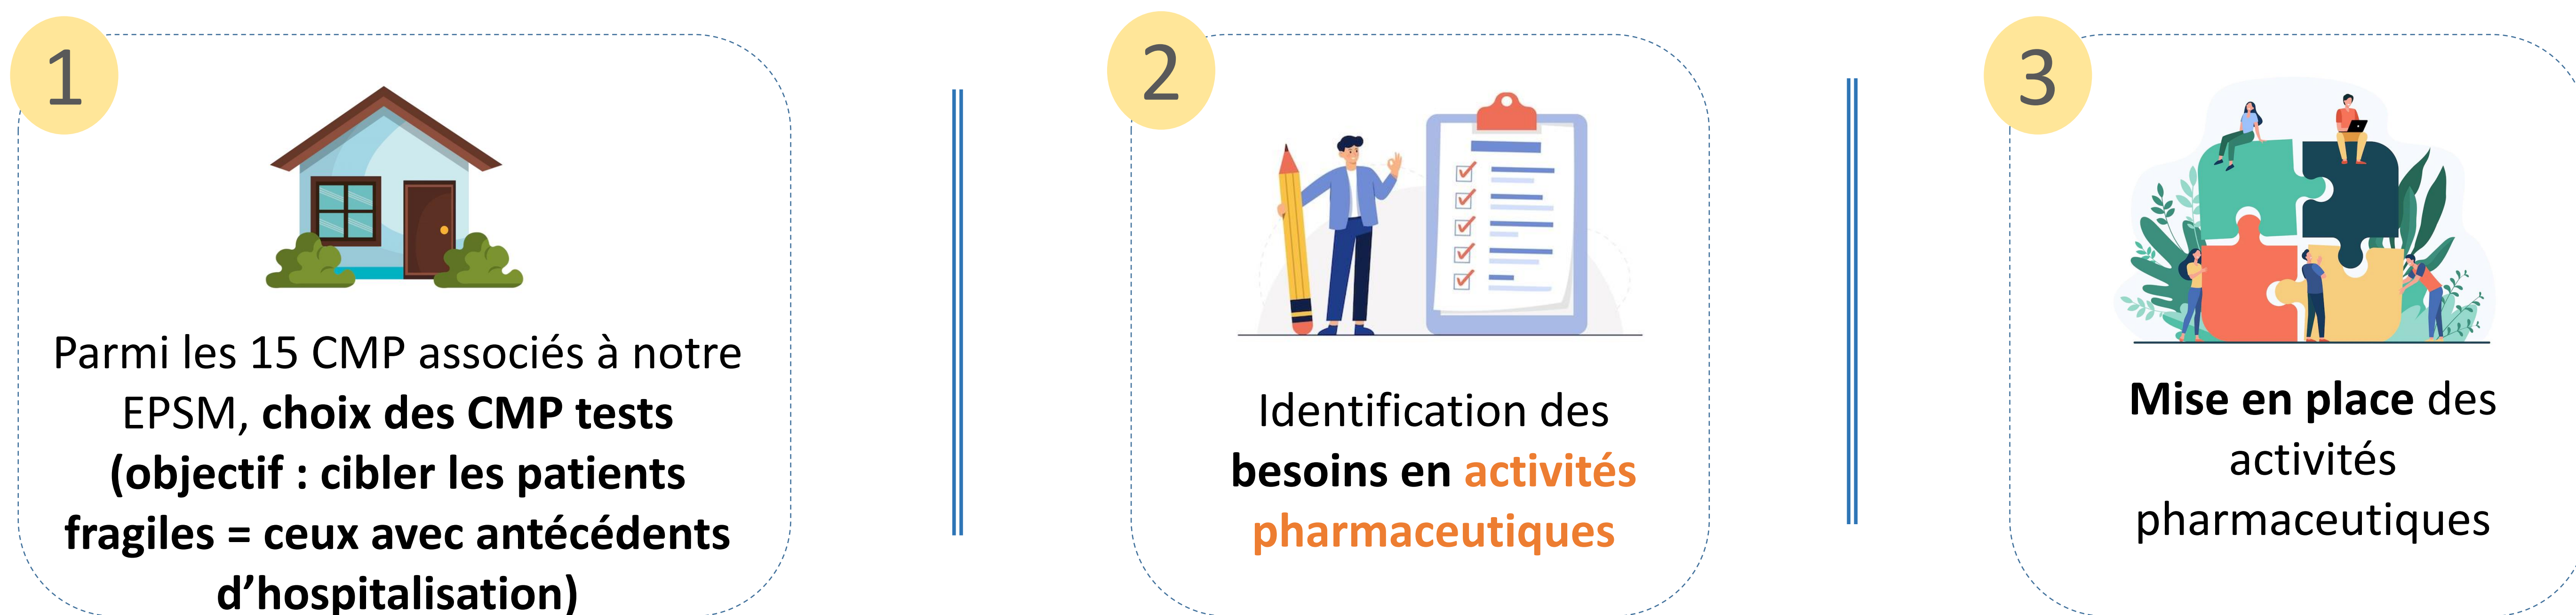 1
Parmi les 15 CMP associés à notre
EPSM, choix des CMP tests
(objectif : cibler les patients
fragiles = ceux avec antécédents
d’hospitalisation)
2
Identification des
besoins en activités
pharmaceutiques
3
Mise en place des
activités
pharmaceutiques